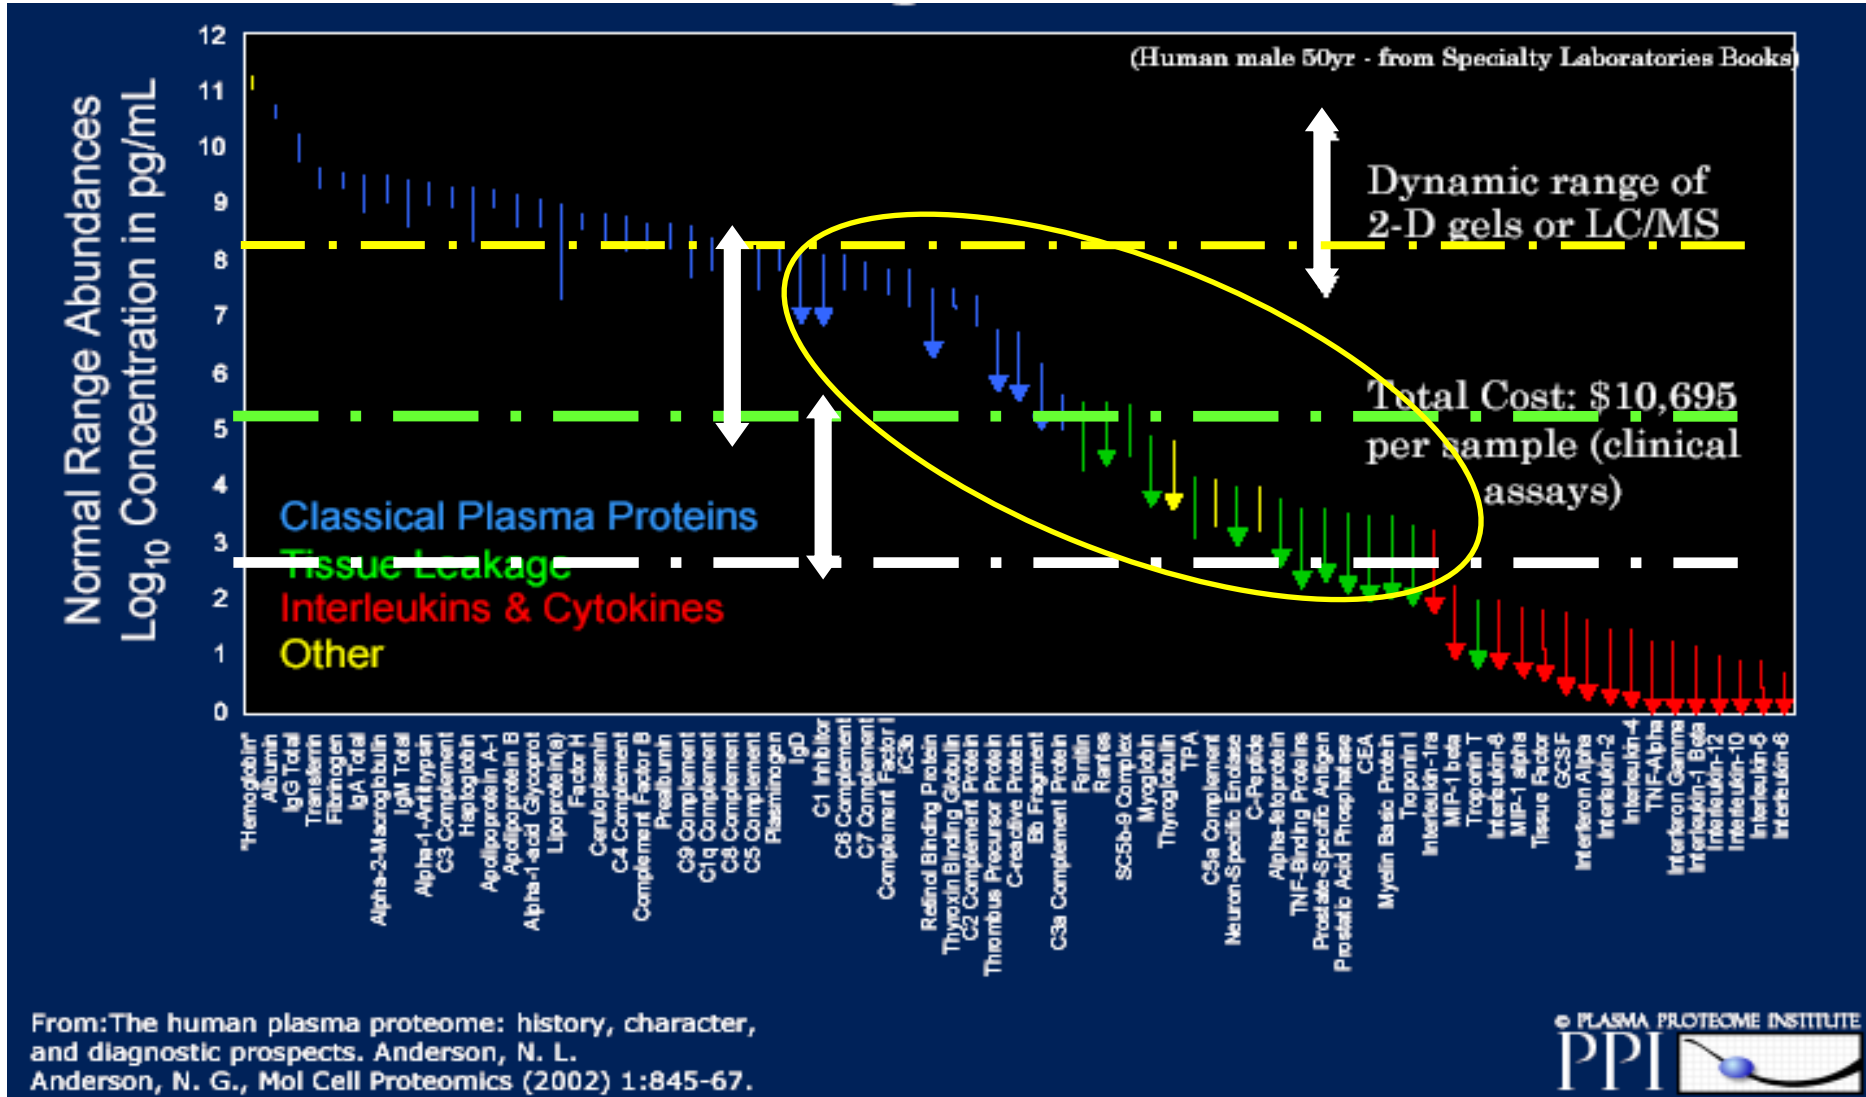 (Human male 50yr - from Specialty Laboratories Books)
Normal Range Abundances
Log10 Concentration in pg/mL
12
11
10
9
8
7
6
5
4
3
2
1
0
Dynamic range of
2-D gels or LC/MS
Total Cost: $10,695
per sample (clinical
assays)
Classical Plasma Proteins
Tissue Leakage
Interleukins & Cytokines
Other
"Hemoglobin"
Albumin
IgG Total
Transferrin
Fibrinogen
IgA Total
Alpha-2-Macroglobulin
IgM Total
Alpha-1-Antitrypsin
C3 Complement
Haptoglobin
Apolipoprotein A-1
Apolipoprotein B
Alpha-1-acid Glycoprot
Lipoprotein(a)
Factor H
Ceruloplasmin
C4 Complement
Complement Factor B
Prealbumin
C9 Complement
C1q Complement
C8 Complement
C5 Complement
Plasminogen
IgD
C1 Inhibitor
C6 Complement
C7 Complement
Complement Factor I
iC3b
Retinol Binding Protein
Thyroxin Binding Globulin
C2 Complement Protein
Thrombus Precursor Protein
C-reactive Protein
Bb Fragment
C3a Complement Protein
Ferritin
Rantes
SC5b-9 Complex
Myoglobin
Thyroglobulin
TPA
C5a Complement
Neuron-Specific Enolase
C-Peptide
Alpha-fetoprotein
TNF-Binding Proteins
Prostate-Specific Antigen
Prostatic Acid Phosphatase
CEA
Myelin Basic Protein
Troponin I
Interleukin-1ra
MIP-1 beta
Troponin T
Interleukin-8
MIP-1 alpha
Tissue Factor
GCSF
Interferon Alpha
Interleukin-2
Interleukin-4
TNF-Alpha
Interferon Gamma
Interleukin-1 Beta
Interleukin-12
Interleukin-10
Interleukin-5
Interleukin-6
From:The human plasma proteome: history, character,
and diagnostic prospects. Anderson, N. L.
Anderson, N. G., Mol Cell Proteomics (2002) 1:845-67.
© PLASMA PROTEOME INSTITUTE
PPI